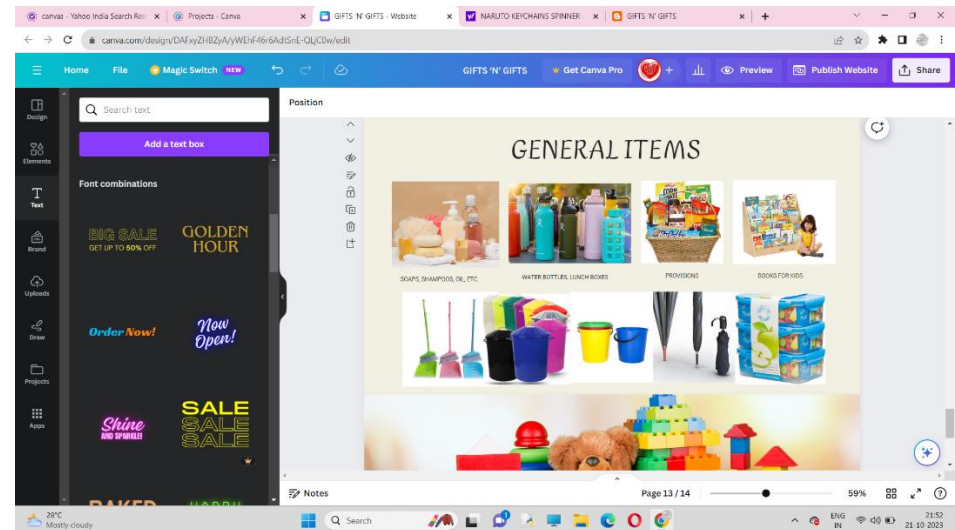 canvas - Yahoo India Search Res
Projects - Canva
GIFTS 'N' GIFTS - Website
NARUTO KEYCHAINS SPINNER
GIFTS 'N' GIFTS
canva.com/design/DAFxyZHBZyA/yWEhF46r6AdtSnE-QLjC0w/edit
Home File Magic Switch NEW GIFTS 'N' GIFTS Get Canva Pro Preview Publish Website Share
Design
Elements
Text
Brand
Uploads
Draw
Projects
Apps
Search text
Add a text box
Font combinations
BIG SALE
GET UP TO 50% OFF
GOLDEN
HOUR
Order Now!
Now
Open!
Shine
AND SPARKLE!
SALE
SALE
SALE
Position
GENERAL ITEMS
SOAPS, SHAMPOOS, OIL, ETC.
WATER BOTTLES, LUNCH BOXES
PROVISIONS
BOOKS FOR KIDS
Notes
Page 13 / 14
59%
28°C
Mostly cloudy
Search
ENG
IN
21:52
21-10-2023